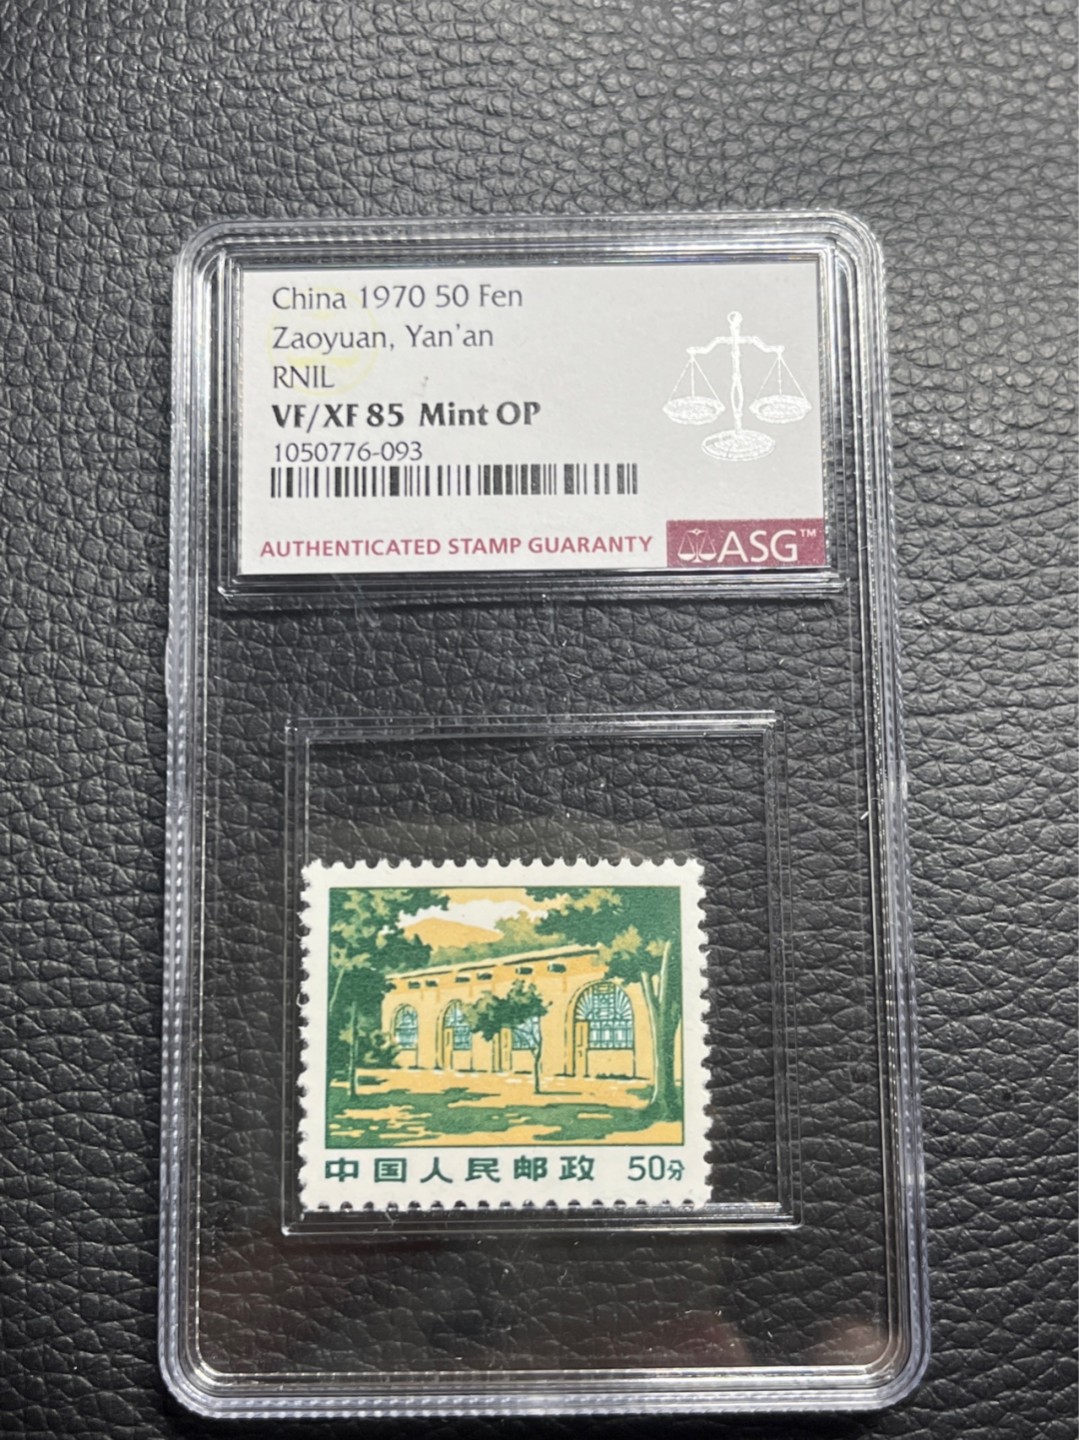 China 1970 50 Fen
Zaoyuan, Yan'an
RNIL
VF/XF 85 Mint OP
1050776-093
AUTHENTICATED STAMP GUARANTY
ASG™
中国人民邮政 50分